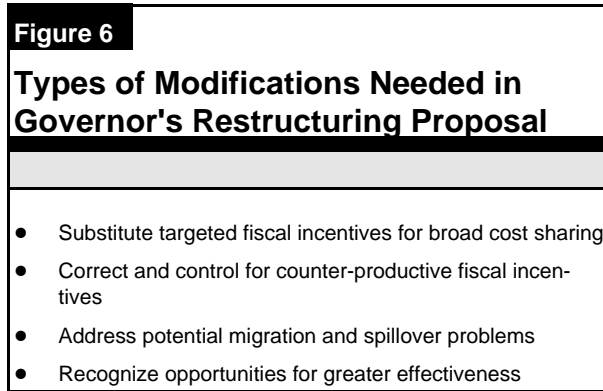 Figure 6
Types of Modifications Needed in
Governor's Restructuring Proposal
● Substitute targeted fiscal incentives for broad cost sharing
● Correct and control for counter-productive fiscal incen-
tives
● Address potential migration and spillover problems
● Recognize opportunities for greater effectiveness